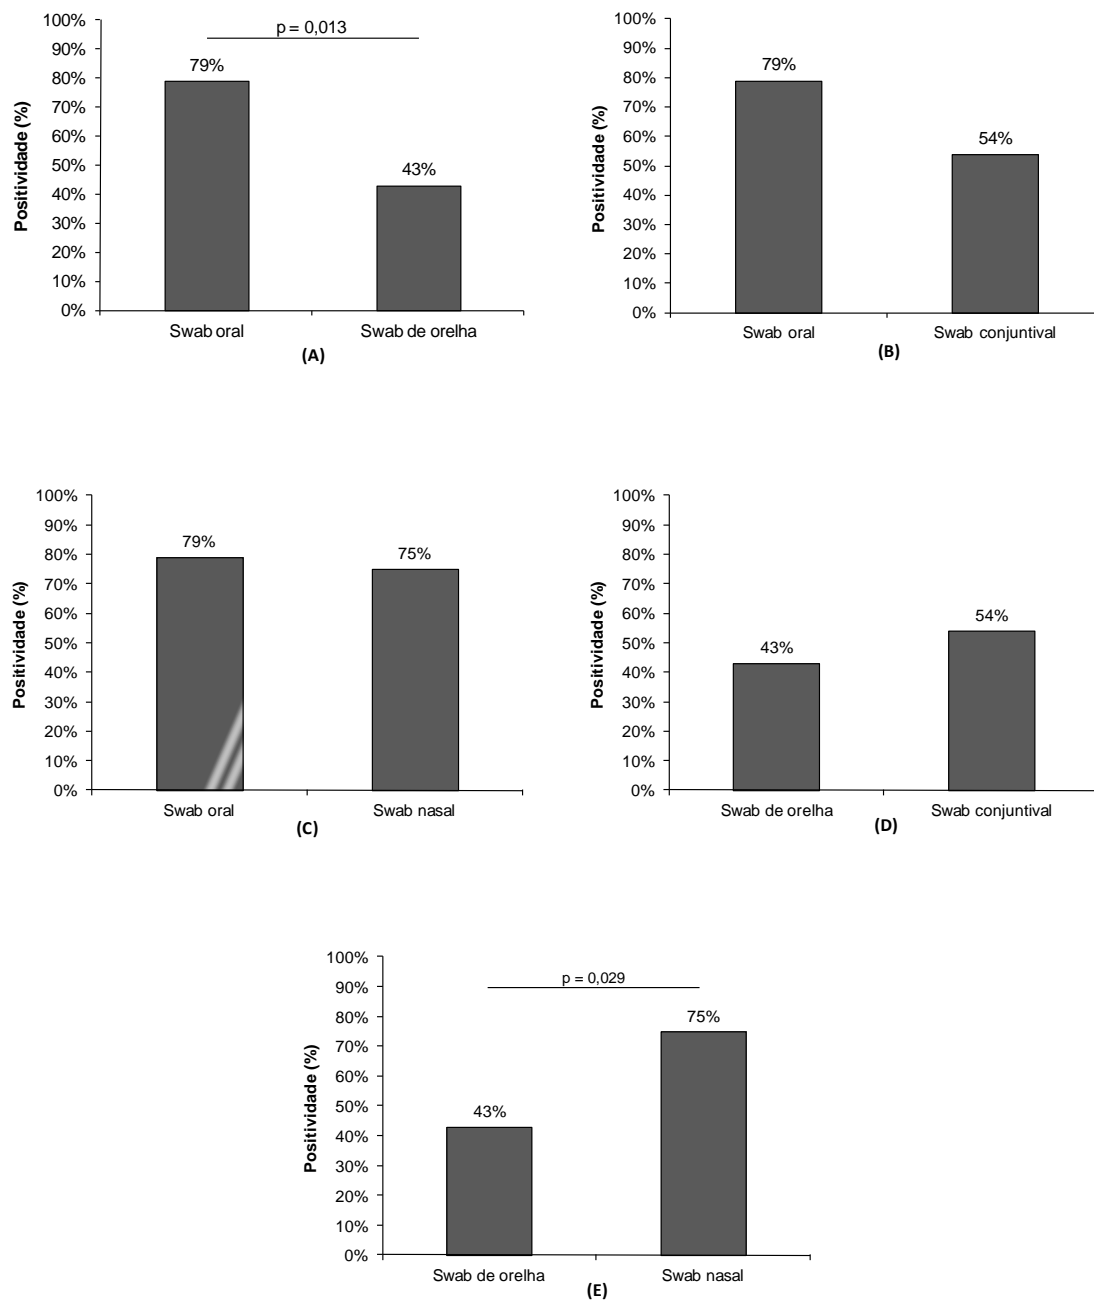 100%
90%
80%
70%
60%
50%
40%
30%
20%
10%
0%
Positividade (%)
p = 0,013
79%
43%
Swab oral
Swab de orelha
(A)
100%
90%
80%
70%
60%
50%
40%
30%
20%
10%
0%
Positividade (%)
79%
54%
Swab oral
Swab conjuntival
(B)
100%
90%
80%
70%
60%
50%
40%
30%
20%
10%
0%
Positividade (%)
79%
75%
Swab oral
Swab nasal
(C)
100%
90%
80%
70%
60%
50%
40%
30%
20%
10%
0%
Positividade (%)
43%
54%
Swab de orelha
Swab conjuntival
(D)
100%
90%
80%
70%
60%
50%
40%
30%
20%
10%
0%
Positividade (%)
p = 0,029
43%
75%
Swab de orelha
Swab nasal
(E)